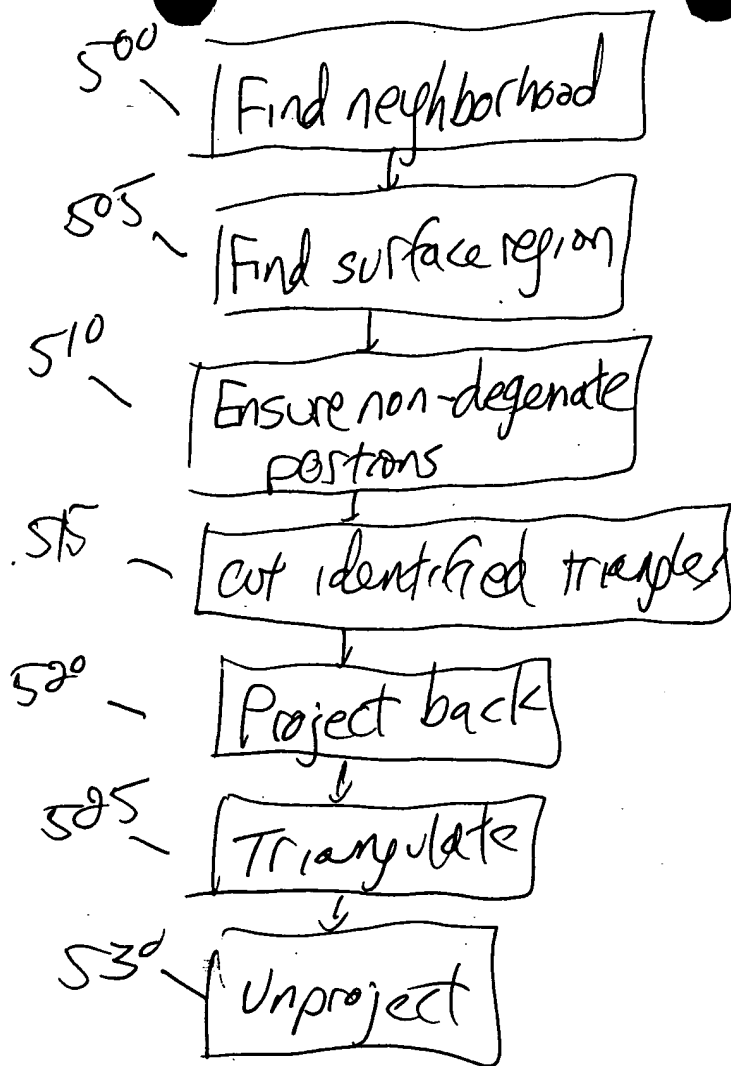 500
Find neighborhood
505
Find surface region
510
Ensure non-degenate
postions
515
cut identified triangles
520
Project back
525
Triangulate
530
Unproject